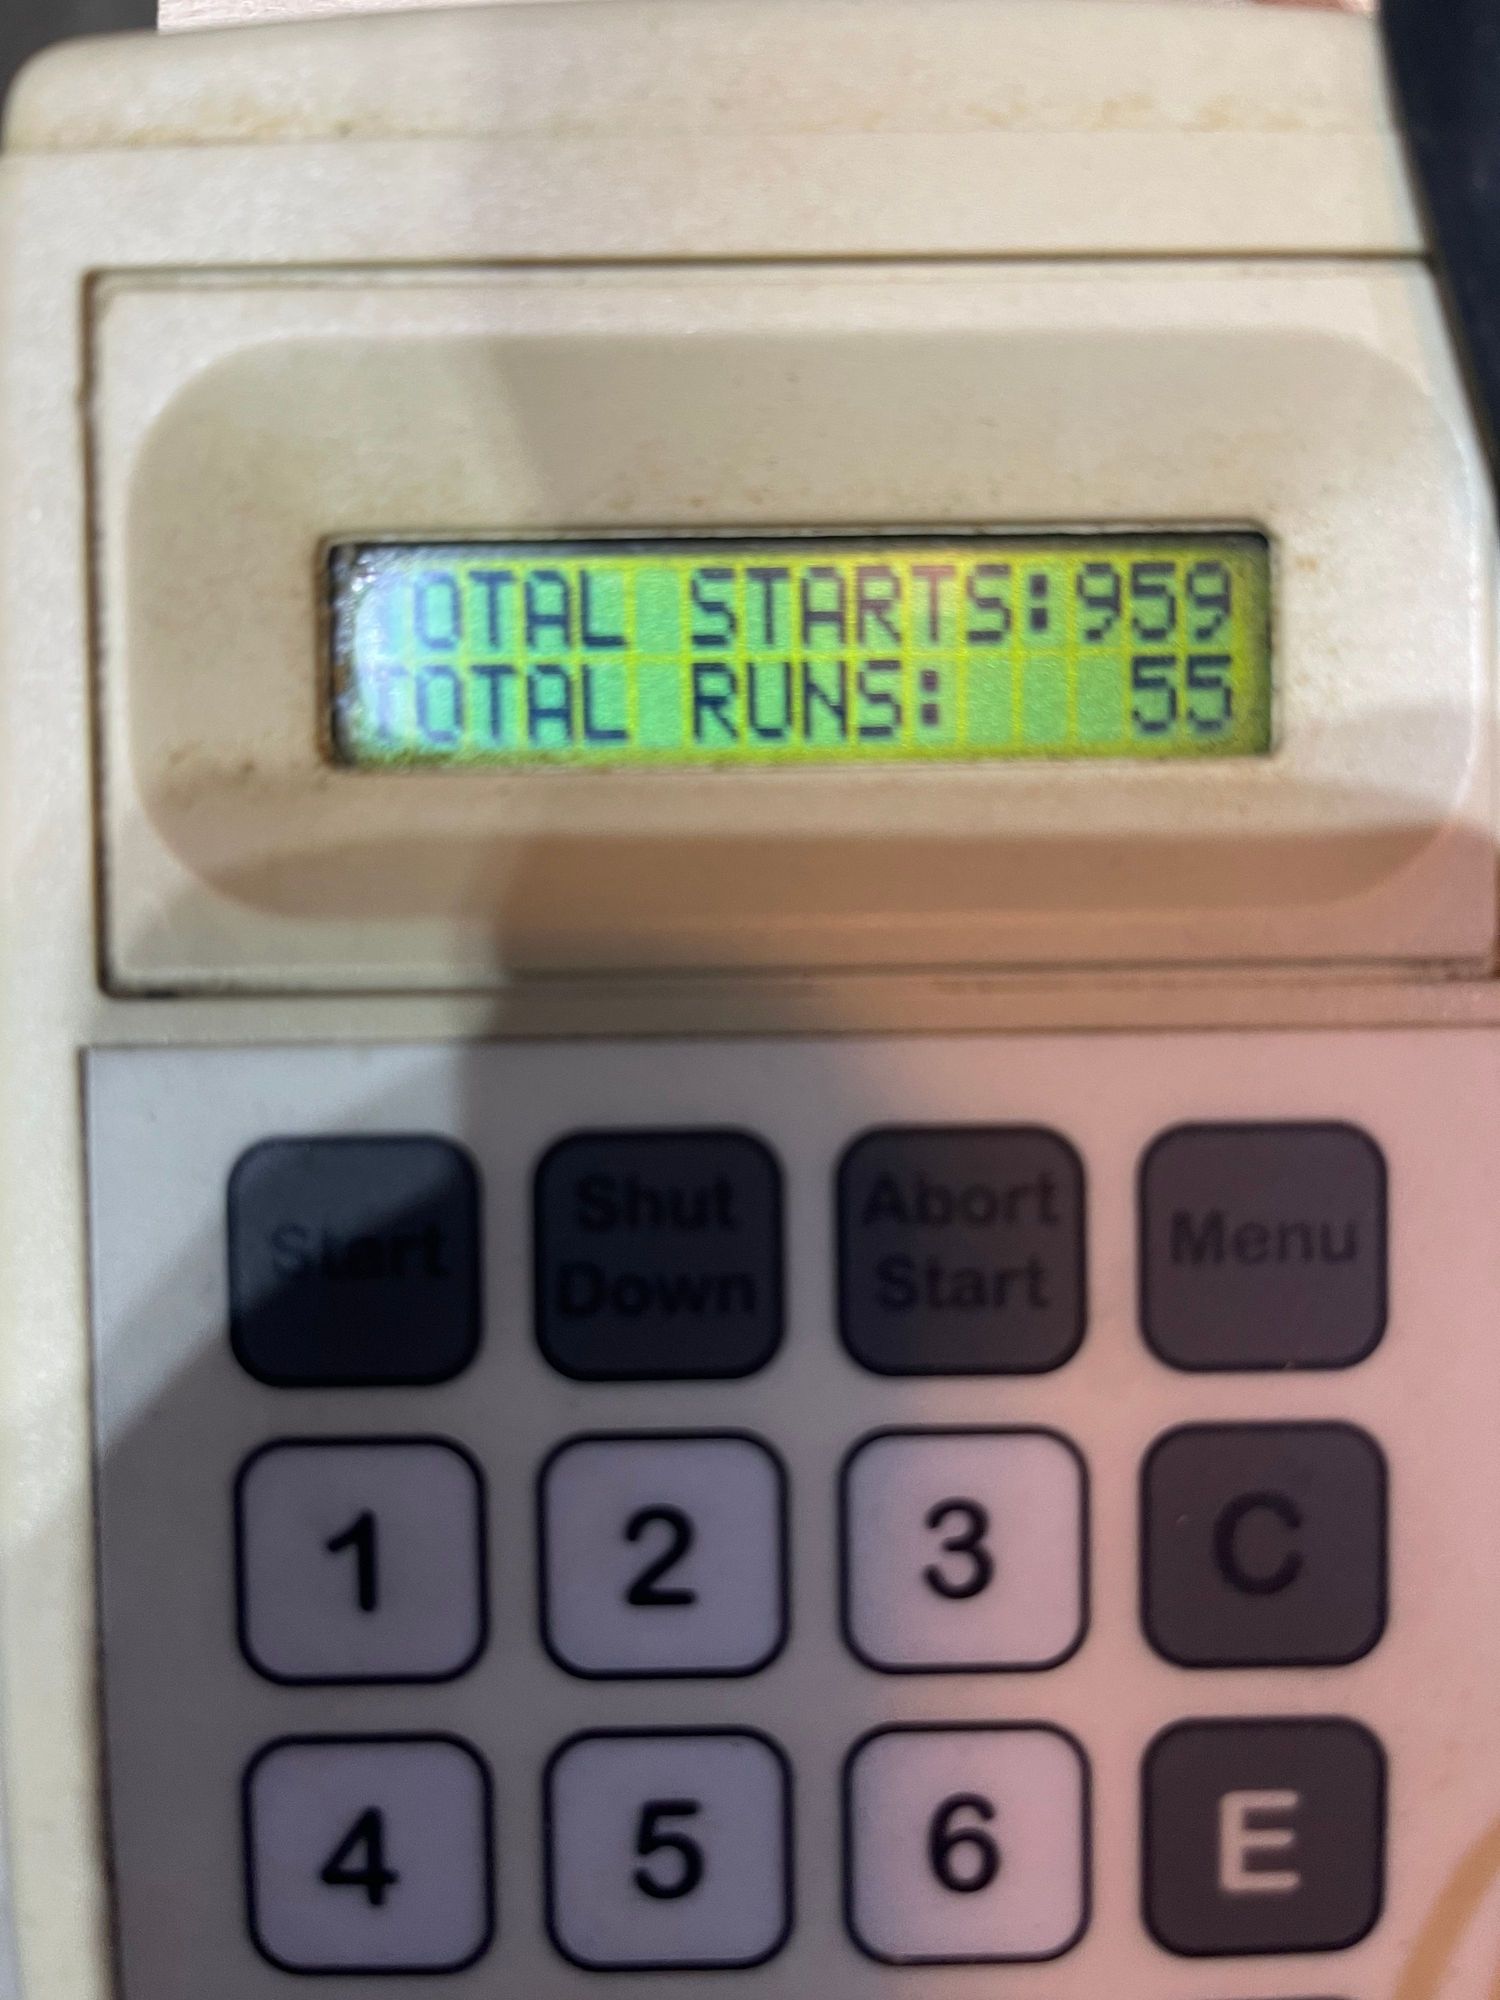 TOTAL STARTS:959
TOTAL RUNS: 55
Start
Shut
Down
Abort
Start
Menu
1
2
3
C
4
5
6
E